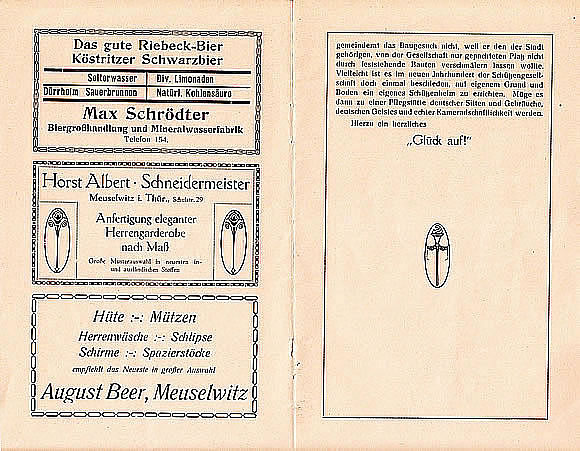 Das gute Riebeck-Bier
Köstritzer Schwarzbier
Selterwasser Div. Limonaden
Dürrheim Sauerbrunnen Natürl. Kohlensäure
Max Schrödter
Biergroßhandlung und Mineralwasserfabrik
Telefon 154.
Horst Albert · Schneidermeister
Meuselwitz i. Thür., Schulstr. 29
Anfertigung eleganter
Herrengarderobe
nach Maß
Große Musterauswahl in neuesten in-
und ausländischen Stoffen
Hüte :-: Mützen
Herrenwäsche :-: Schlipse
Schirme :-: Spazierstöcke
empfiehlt das Neueste in großer Auswahl
August Beer, Meuselwitz
gemeinderat das Baugesuch nicht, weil er den der Stadt
gehörigen, von der Gesellschaft nur gepachteten Platz nicht
durch feststehende Bauten verschmälern lassen wollte.
Vielleicht ist es im neuen Jahrhundert der Schützengesell-
schaft doch einmal beschieden, auf eigenem Grund und
Boden ein eigenes Schützenheim zu errichten. Möge es
dann zu einer Pflegstätte deutscher Sitten und Gebräuche,
deutschen Geistes und echter Kameradschaftlichkeit werden.
Hierzu ein herzliches
„Glück auf!"